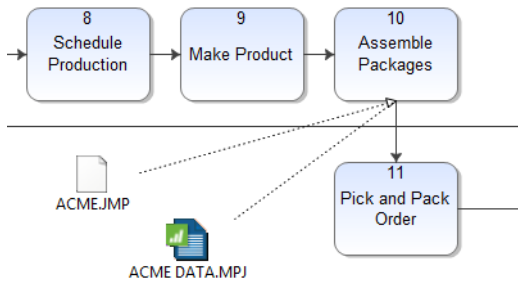 8
Schedule
Production
9
Make Product
10
Assemble
Packages
ACME.JMP
ACME DATA.MPJ
11
Pick and Pack
Order